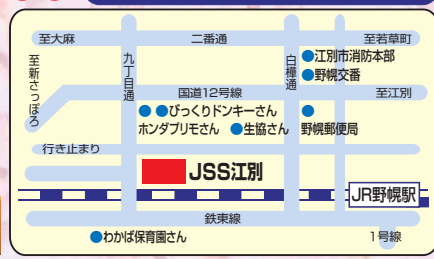 至大麻
二番通
至若草町
至新さっぽろ
九丁目通
白樺通
●江別市消防本部
●野幌交番
国道12号線
至江別
●●びっくりドンキーさん
ホンダプリモさん
●生協さん
●野幌郵便局
行き止まり
JSS江別
JR野幌駅
鉄東線
●わかば保育園さん
1号線